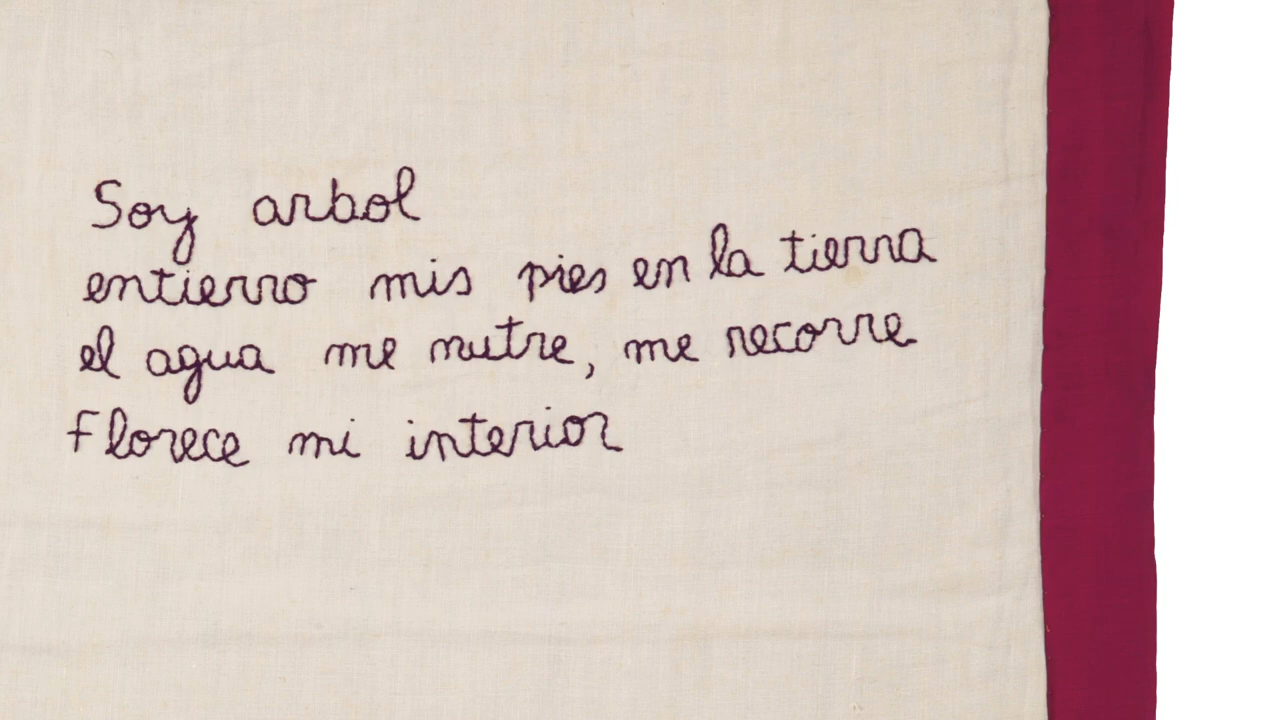 Soy arbol
entierro mis pies en la tierra
el agua me nutre, me recorre
Florece mi interior